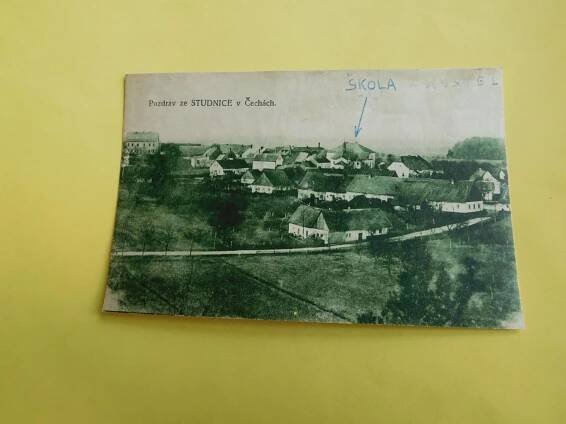 ŠKOLA
Pozdrav ze STUDNICE v Čechách.